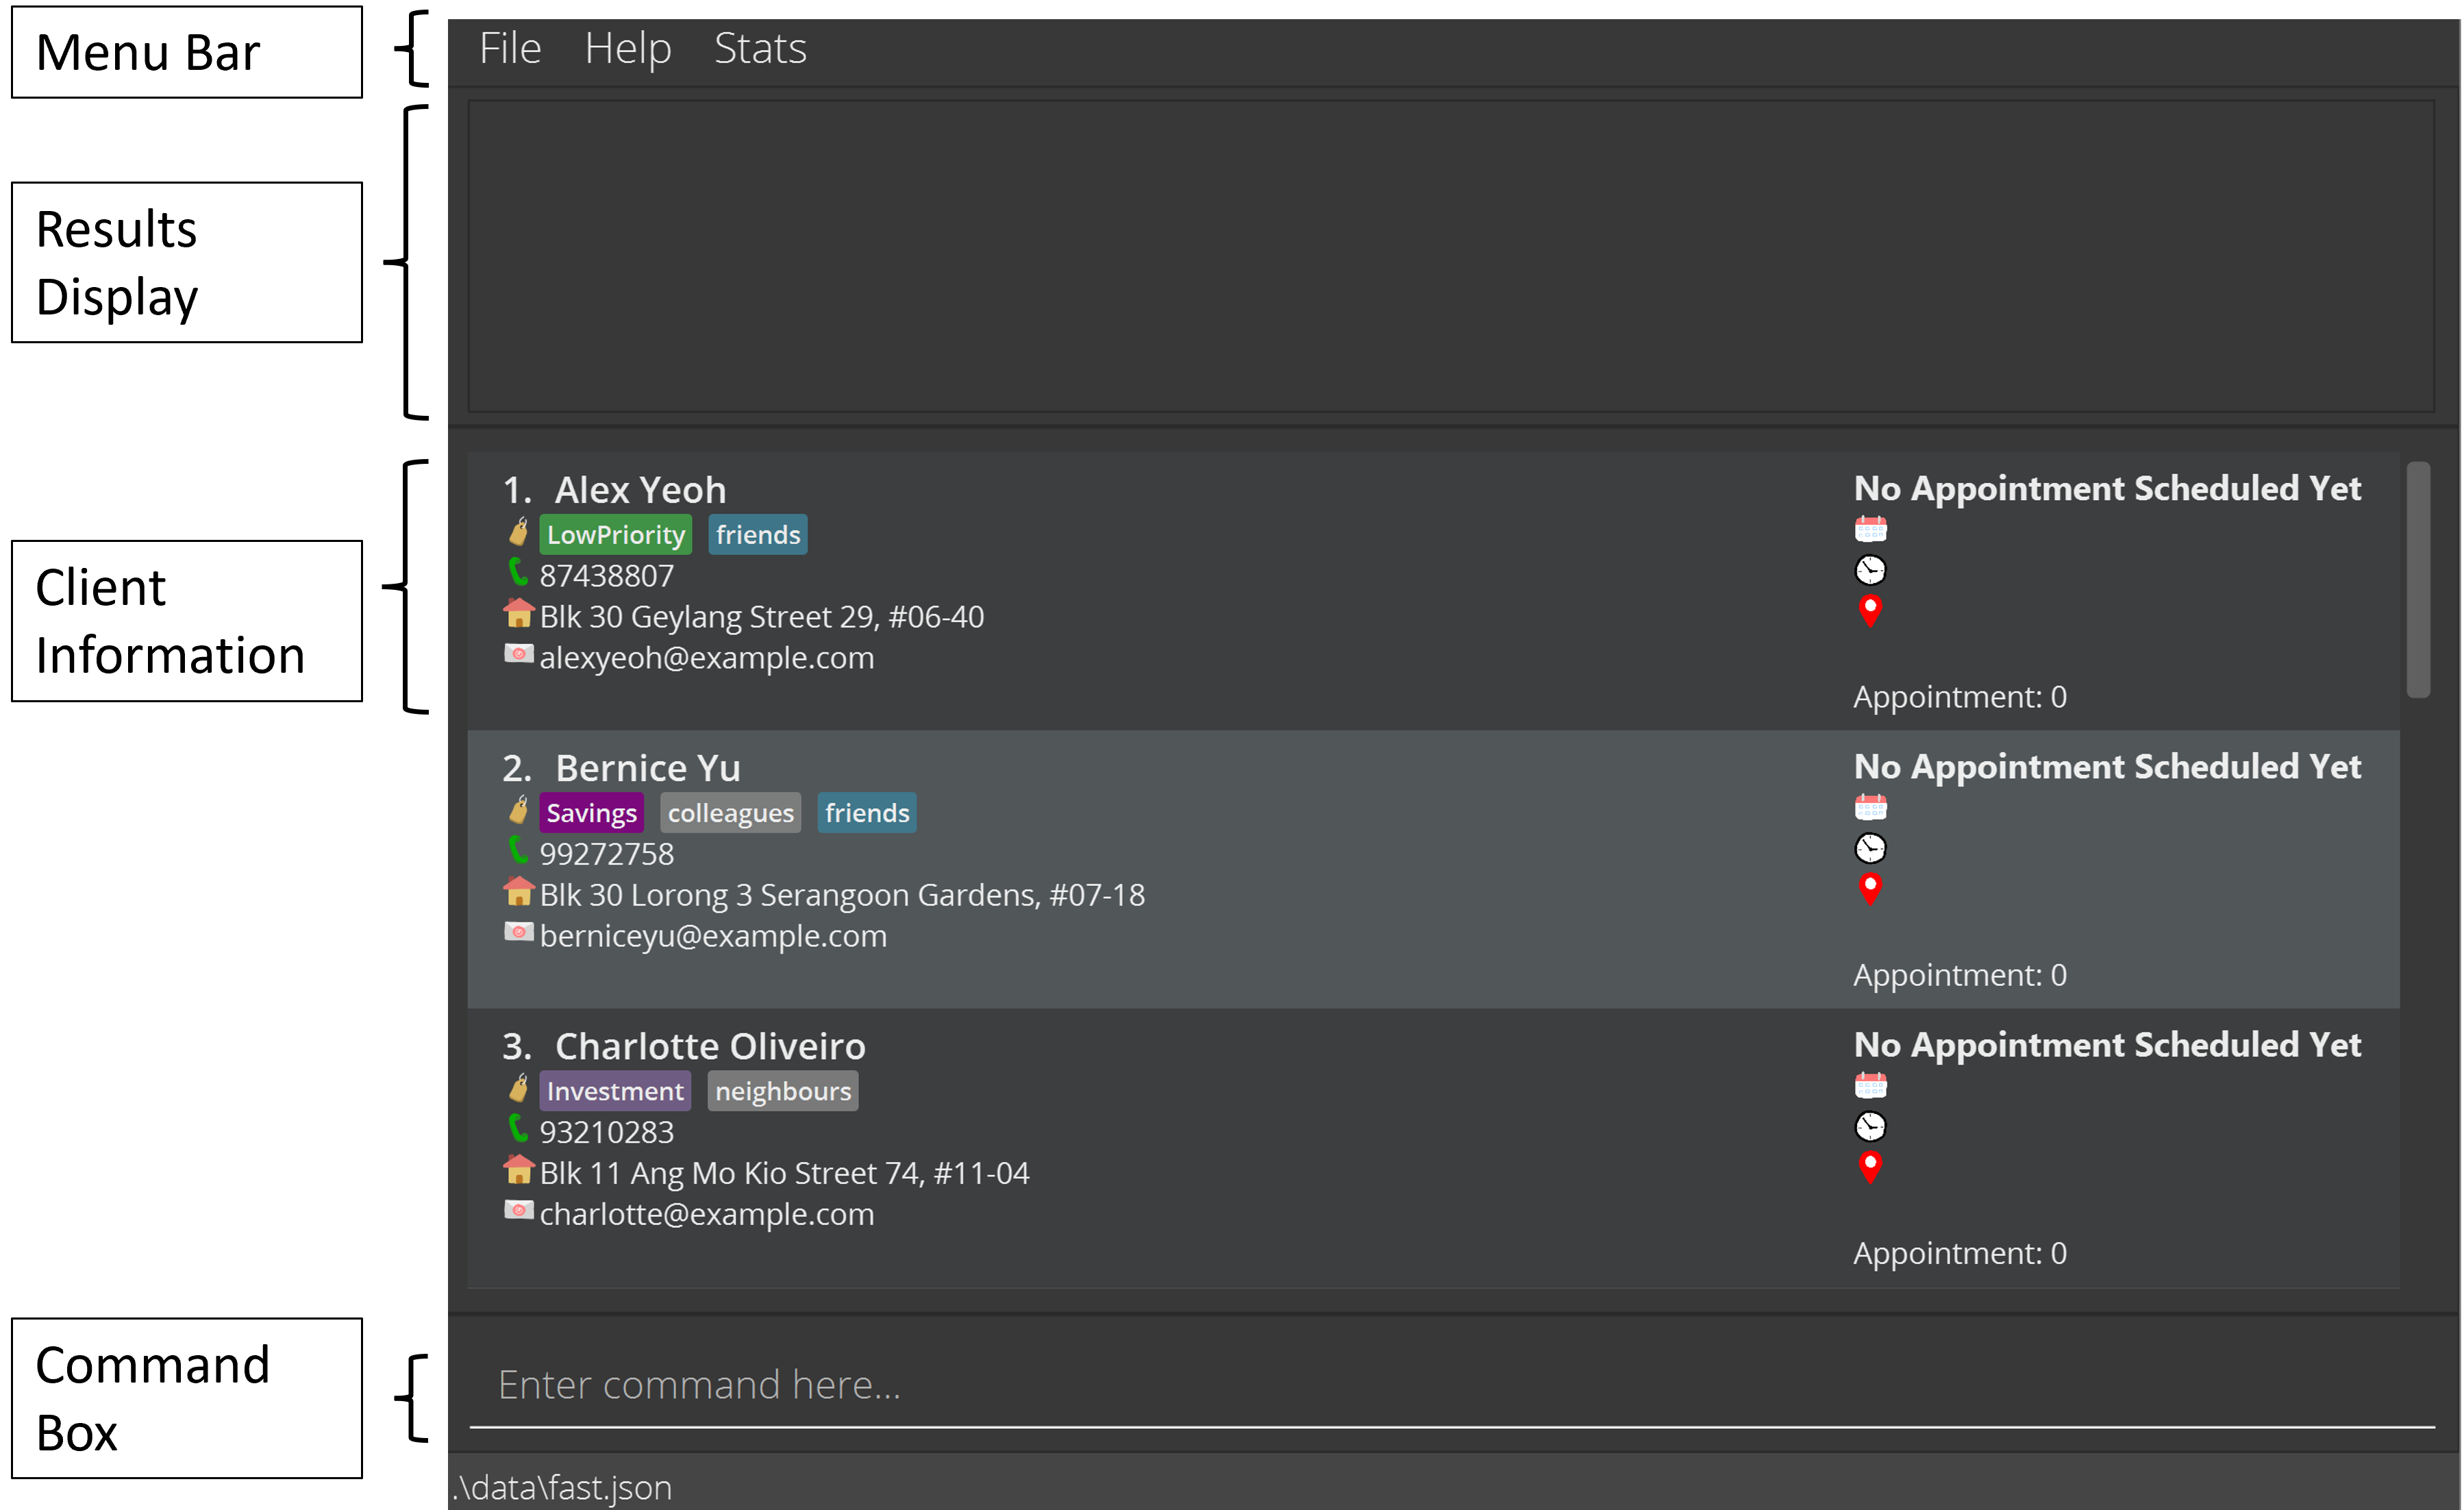 Menu Bar
File Help Stats
Results
Display
Client
Information
1. Alex Yeoh
LowPriority friends
87438807
Blk 30 Geylang Street 29, #06-40
alexyeoh@example.com
No Appointment Scheduled Yet
Appointment: 0
2. Bernice Yu
Savings colleagues friends
99272758
Blk 30 Lorong 3 Serangoon Gardens, #07-18
berniceyu@example.com
No Appointment Scheduled Yet
Appointment: 0
3. Charlotte Oliveiro
Investment neighbours
93210283
Blk 11 Ang Mo Kio Street 74, #11-04
charlotte@example.com
No Appointment Scheduled Yet
Appointment: 0
Command
Box
Enter command here...
.\data\fast.json